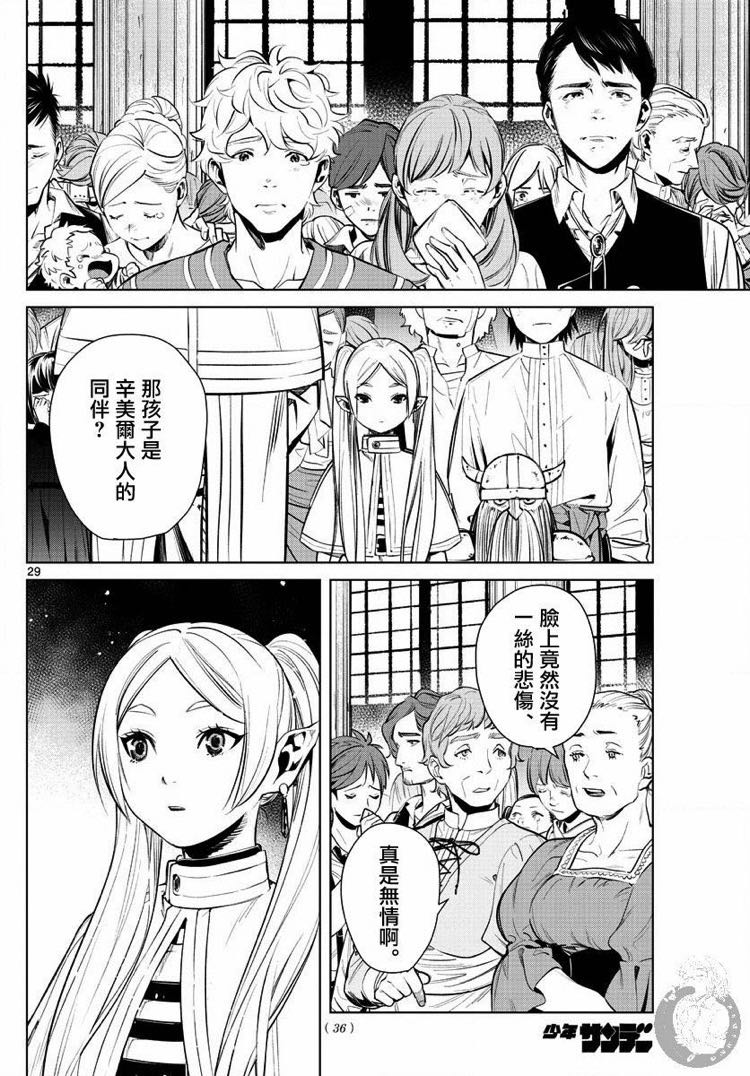 那孩子是
辛美爾大人的
同伴？
29
臉上竟然沒有
一絲的悲傷、
真是無情啊。
(36)
少年サンデー